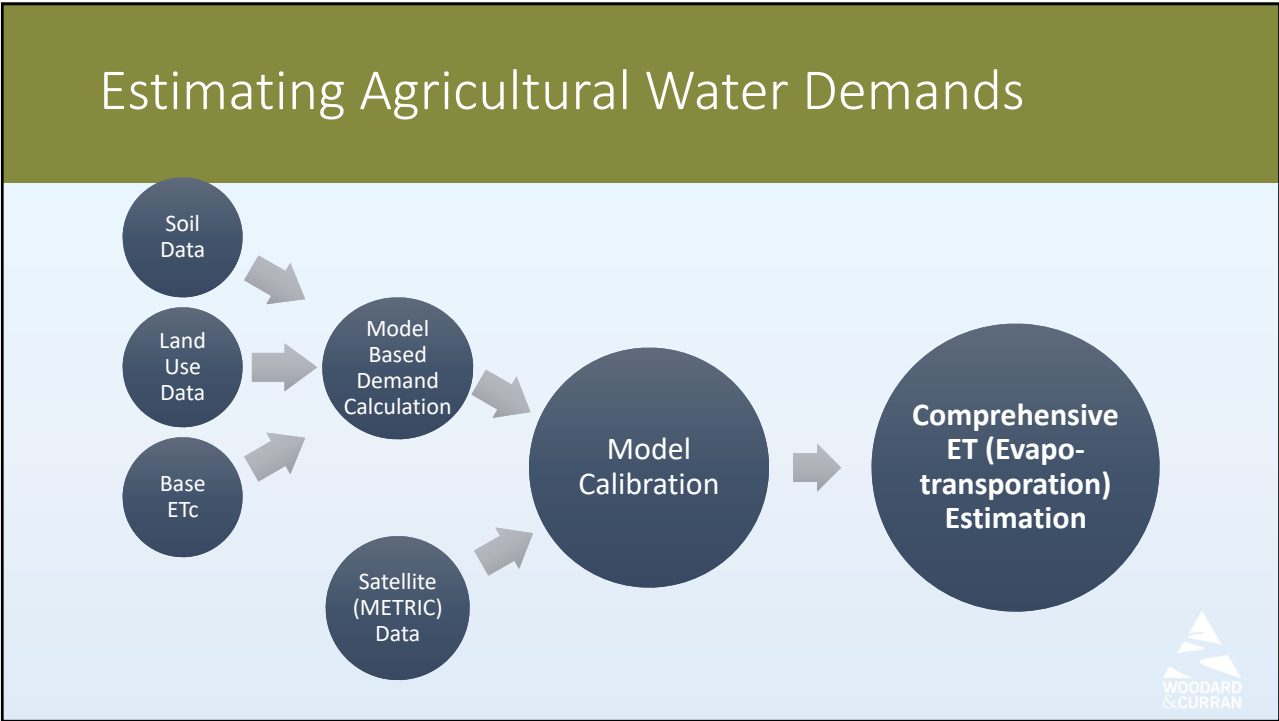 Estimating Agricultural Water Demands
Soil
Data
Land
Use
Data
Base
ETc
Model
Based
Demand
Calculation
Satellite
(METRIC)
Data
Model
Calibration
Comprehensive
ET (Evapo-
transporation)
Estimation
WOODARD
&CURRAN